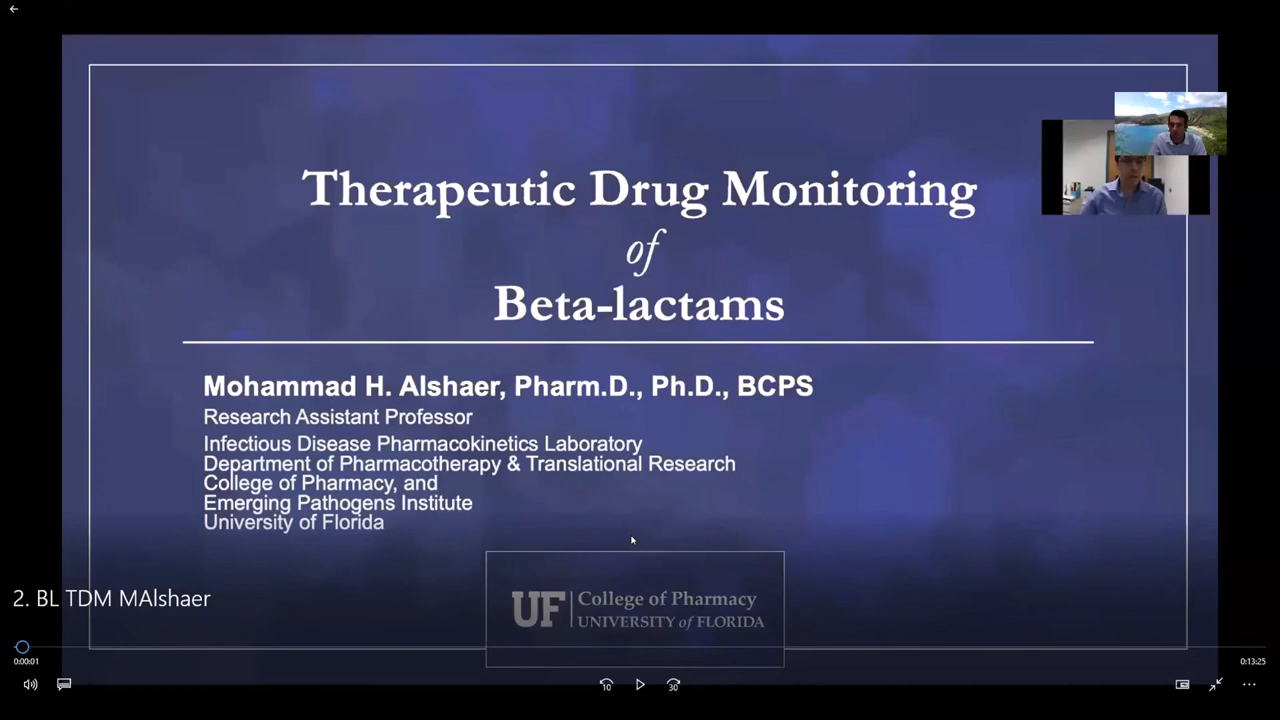 Therapeutic Drug Monitoring
of
Beta-lactams
Mohammad H. Alshaer, Pharm.D., Ph.D., BCPS
Research Assistant Professor
Infectious Disease Pharmacokinetics Laboratory
Department of Pharmacotherapy & Translational Research
College of Pharmacy, and
Emerging Pathogens Institute
University of Florida
UF College of Pharmacy
UNIVERSITY of FLORIDA
2. BL TDM MAlshaer
0:00:01
0:13:25
10
30